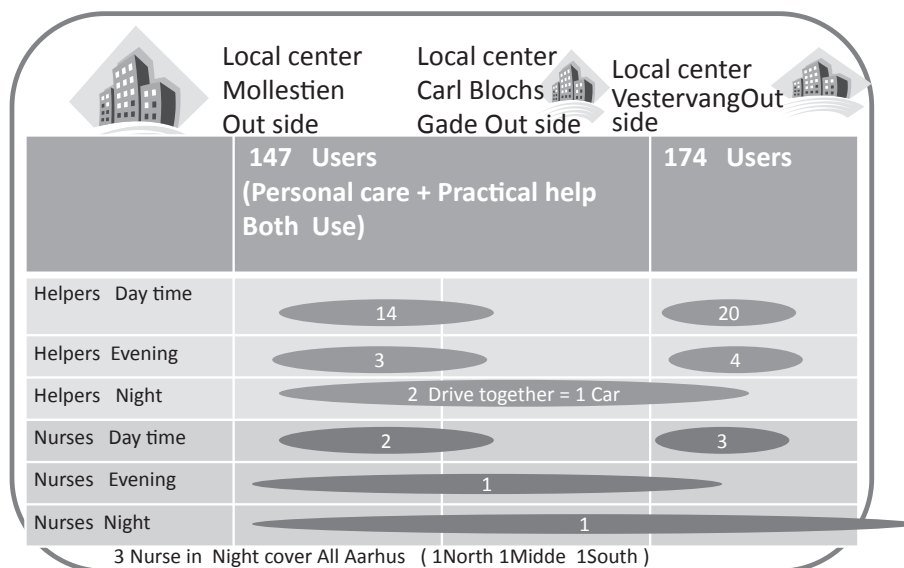 Local center
Mollestien
Out side
Local center
Carl Blochs
Gade Out side
Local center
VestervangOut
side
147 Users
(Personal care + Practical help
Both Use)
174 Users
Helpers Day time
14
20
Helpers Evening
3
4
Helpers Night
2 Drive together = 1 Car
Nurses Day time
2
3
Nurses Evening
1
Nurses Night
1
3 Nurse in Night cover All Aarhus ( 1North 1Midde 1South )